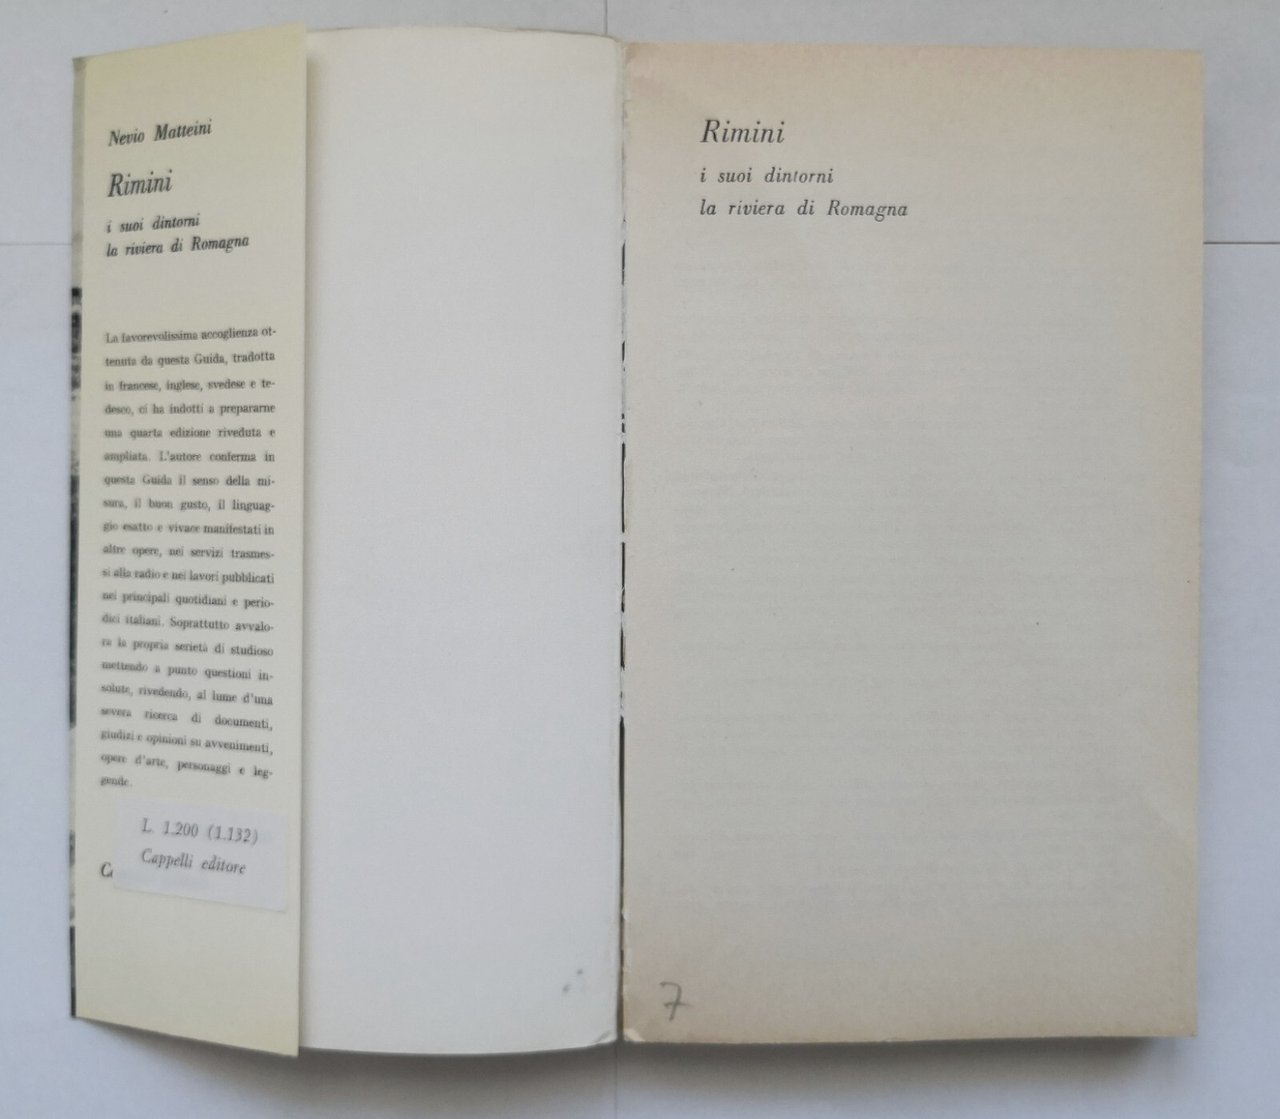 Nevio Matteini
Rimini
i suoi dintorni
la riviera di Romagna
La favorevolissima accoglienza ot-
tenuta da questa Guida, tradotta
in francese, inglese, svedese e te-
desco, ci ha indotti a prepararne
una quarta edizione riveduta e
ampliata. L'autore conferma in
questa Guida il senso della mi-
sura, il buon gusto, il linguag-
gio esatto e vivace manifestati in
altre opere, nei servizi trasmes-
si alla radio e nei lavori pubblicati
nei principali quotidiani e perio-
dici italiani. Soprattutto avvalo-
ra la propria serietà di studioso
mettendo a punto questioni in-
solute, rivedendo, al lume d'una
severa ricerca di documenti,
giudizi e opinioni su avvenimenti,
opere d'arte, personaggi e leg-
gende.
L. 1.200 (1.132)
Cappelli editore
Rimini
i suoi dintorni
la riviera di Romagna
7